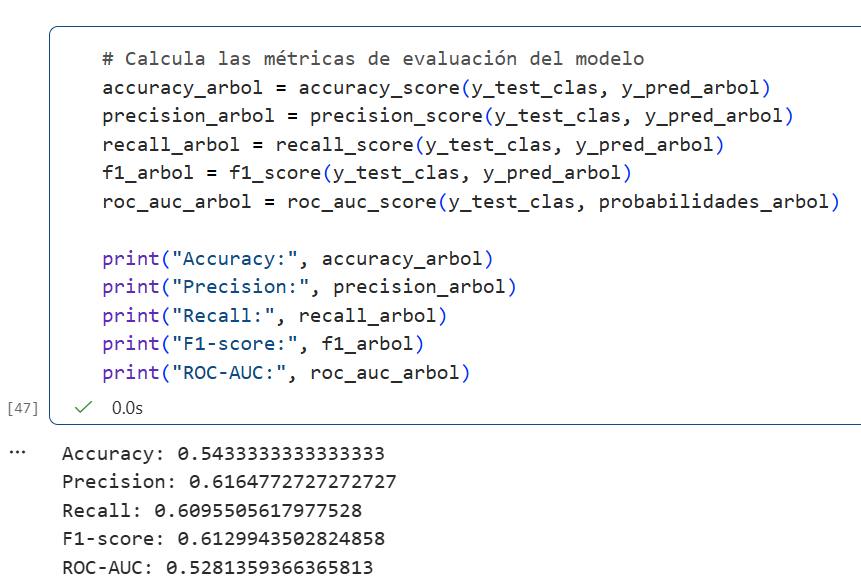 # Calcula las métricas de evaluación del modelo
accuracy_arbol = accuracy_score(y_test_clas, y_pred_arbol)
precision_arbol = precision_score(y_test_clas, y_pred_arbol)
recall_arbol = recall_score(y_test_clas, y_pred_arbol)
f1_arbol = f1_score(y_test_clas, y_pred_arbol)
roc_auc_arbol = roc_auc_score(y_test_clas, probabilidades_arbol)
print("Accuracy:", accuracy_arbol)
print("Precision:", precision_arbol)
print("Recall:", recall_arbol)
print("F1-score:", f1_arbol)
print("ROC-AUC:", roc_auc_arbol)
[47] 0.0s
Accuracy: 0.5433333333333333
Precision: 0.6164772727272727
Recall: 0.6095505617977528
F1-score: 0.6129943502824858
ROC-AUC: 0.5281359366365813